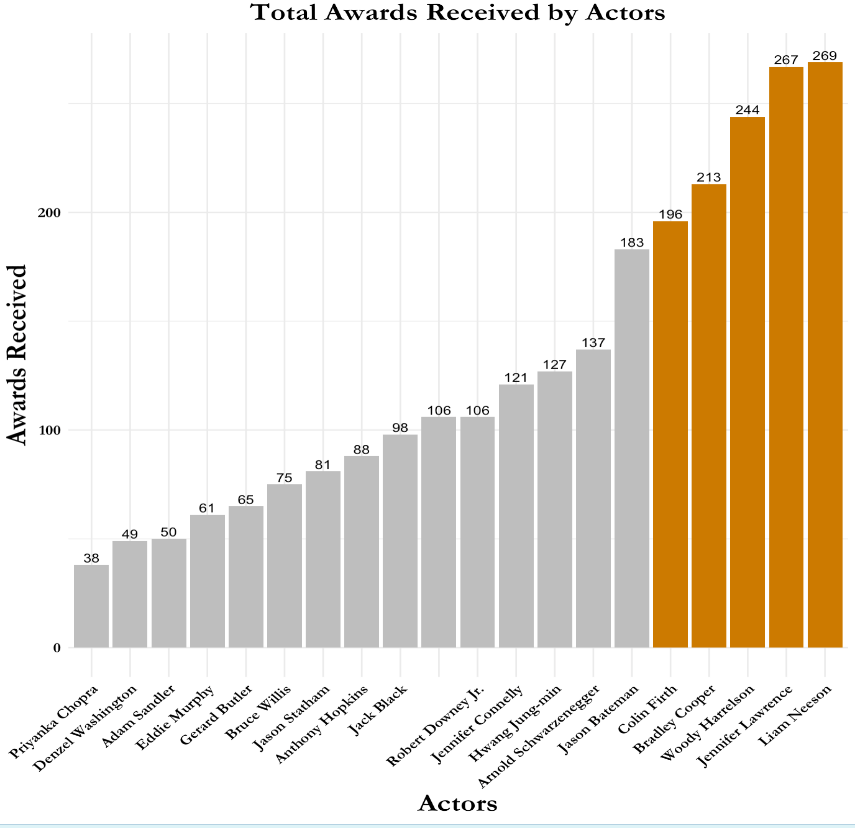 Total Awards Received by Actors
Awards Received
200
100
0
38
49
50
61
65
75
81
88
98
106
106
121
127
137
183
196
213
244
267
269
Priyanka Chopra
Denzel Washington
Adam Sandler
Eddie Murphy
Gerard Butler
Bruce Willis
Jason Statham
Anthony Hopkins
Jack Black
Robert Downey Jr.
Jennifer Connelly
Hwang Jung-min
Arnold Schwarzenegger
Jason Bateman
Colin Firth
Bradley Cooper
Woody Harrelson
Jennifer Lawrence
Liam Neeson
Actors